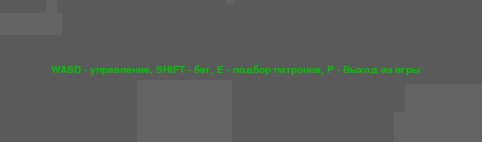 WASD - управление, SHIFT - бег, E - подбор патронов, P - Выход из игры